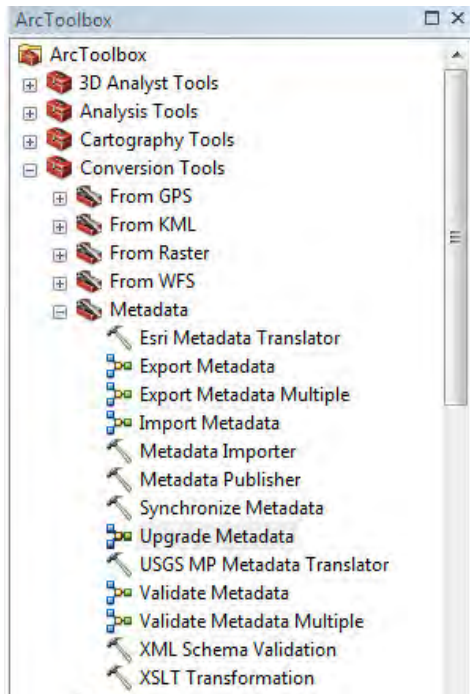 ArcToolbox
ArcToolbox
3D Analyst Tools
Analysis Tools
Cartography Tools
Conversion Tools
From GPS
From KML
From Raster
From WFS
Metadata
Esri Metadata Translator
Export Metadata
Export Metadata Multiple
Import Metadata
Metadata Importer
Metadata Publisher
Synchronize Metadata
Upgrade Metadata
USGS MP Metadata Translator
Validate Metadata
Validate Metadata Multiple
XML Schema Validation
XSLT Transformation